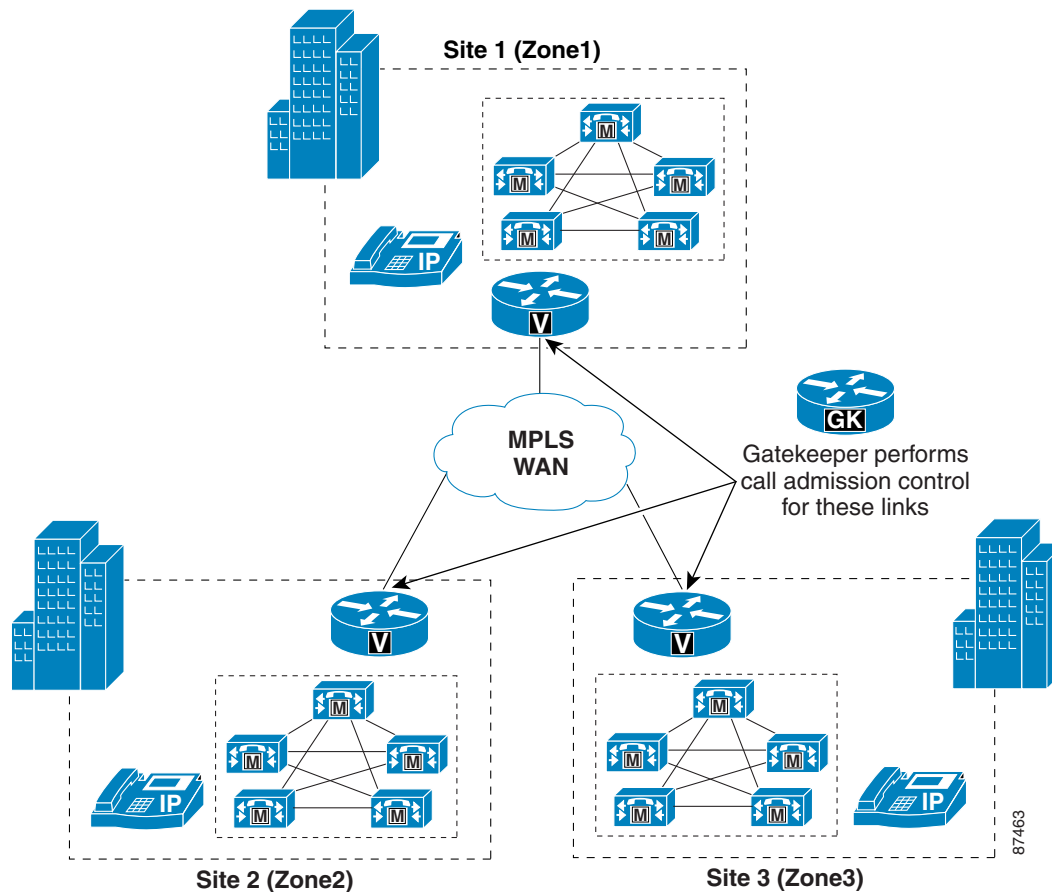 Site 1 (Zone1)
M
M
M
M
M
IP
V
MPLS
WAN
GK
Gatekeeper performs
call admission control
for these links
V
V
M
M
M
M
M
IP
M
M
M
M
M
IP
87463
Site 2 (Zone2)
Site 3 (Zone3)